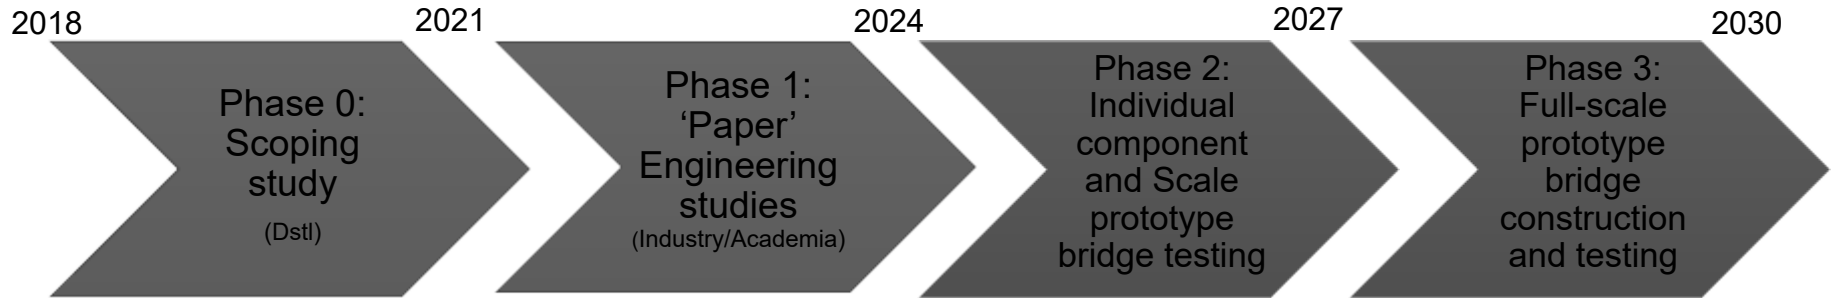 2018
2021
2024
2027
2030
Phase 0:
Scoping
study
(Dstl)
Phase 1:
‘Paper’
Engineering
studies
(Industry/Academia)
Phase 2:
Individual
component
and Scale
prototype
bridge testing
Phase 3:
Full-scale
prototype
bridge
construction
and testing